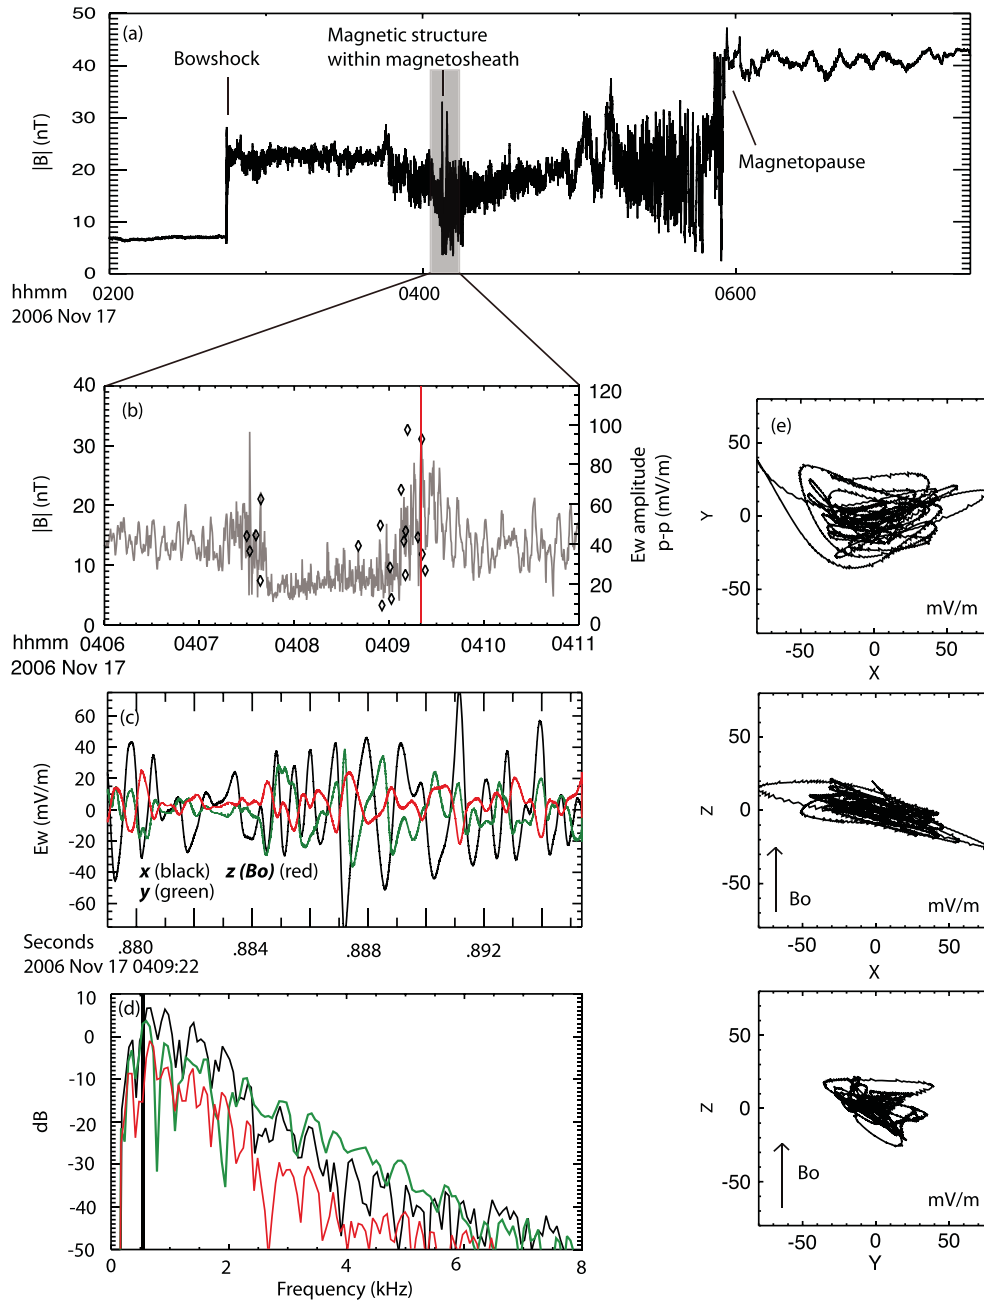 50
40
30
20
10
0
|B| (nT)
(a)
Bowshock
Magnetic structure
within magnetosheath
Magnetopause
hhmm
0200
0400
0600
2006 Nov 17
40
30
20
10
0
|B| (nT)
(b)
120
100
80
60
40
20
0
Ew amplitude
p-p (mV/m)
hhmm
0406
0407
0408
0409
0410
0411
2006 Nov 17
60
40
20
0
-20
-40
-60
Ew (mV/m)
(c)
x (black) z (Bo) (red)
y (green)
Seconds
.880
.884
.888
.892
2006 Nov 17 0409:22
10
0
-10
-20
-30
-40
-50
dB
(d)
0
2
4
6
8
Frequency (kHz)
(e)
50
0
-50
Y
mV/m
-50
0
50
X
50
0
-50
Z
Bo
mV/m
-50
0
50
X
50
0
-50
Z
Bo
mV/m
-50
0
50
Y